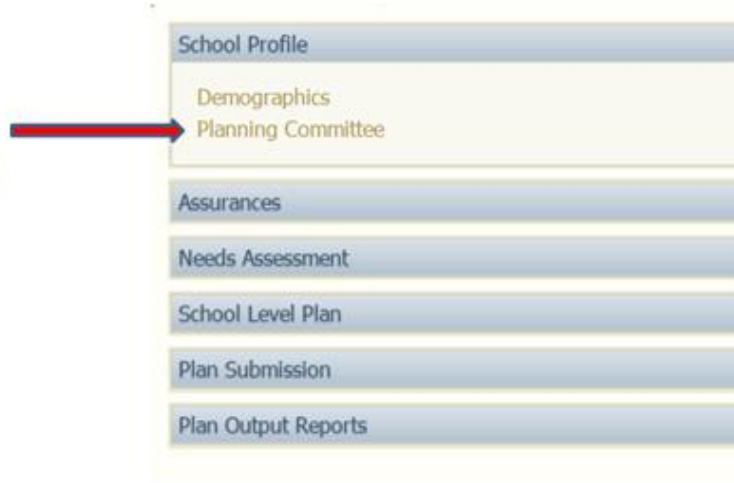 School Profile
Demographics
Planning Committee
Assurances
Needs Assessment
School Level Plan
Plan Submission
Plan Output Reports